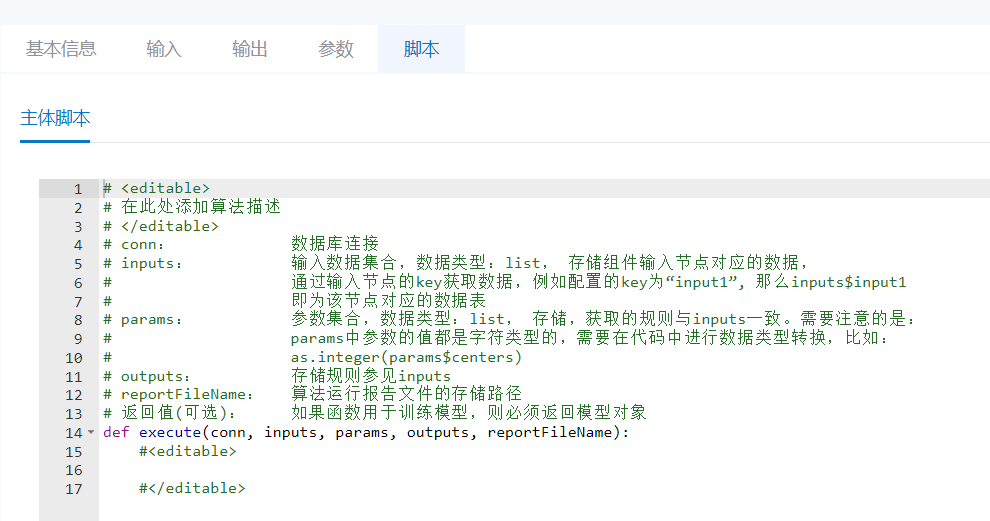 基本信息 输入 输出 参数 脚本
主体脚本
1 # <editable>
2 # 在此处添加算法描述
3 # </editable>
4 # conn： 数据库连接
5 # inputs： 输入数据集合，数据类型：list， 存储组件输入节点对应的数据，
6 # 通过输入节点的key获取数据，例如配置的key为“input1”，那么inputs$input1
7 # 即为该节点对应的数据表
8 # params： 参数集合，数据类型：list， 存储，获取的规则与inputs一致。需要注意的是：
9 # params中参数的值都是字符类型的，需要在代码中进行数据类型转换，比如：
10 # as.integer(params$centers)
11 # outputs： 存储规则参见inputs
12 # reportFileName： 算法运行报告文件的存储路径
13 # 返回值(可选)： 如果函数用于训练模型，则必须返回模型对象
14 def execute(conn, inputs, params, outputs, reportFileName):
15 #<editable>
16
17 #</editable>